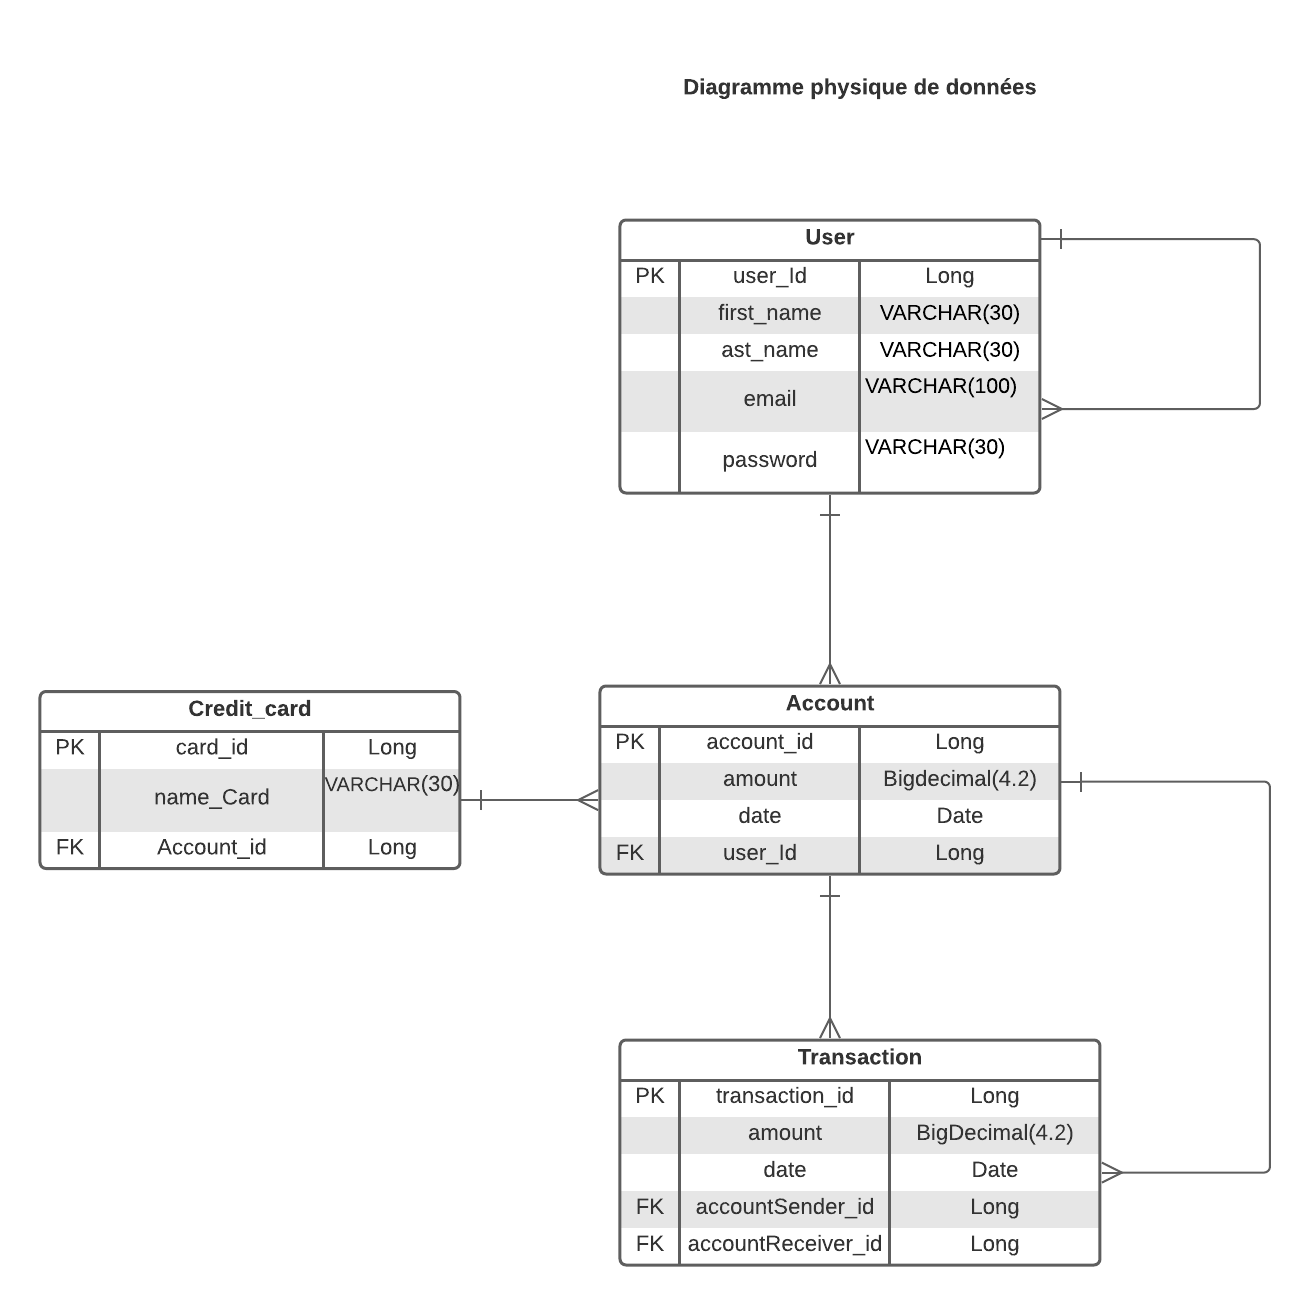 Diagramme physique de données
User
PK user_Id Long
first_name VARCHAR(30)
ast_name VARCHAR(30)
email VARCHAR(100)
password VARCHAR(30)
Credit_card
PK card_id Long
name_Card VARCHAR(30)
FK Account_id Long
Account
PK account_id Long
amount Bigdecimal(4.2)
date Date
FK user_Id Long
Transaction
PK transaction_id Long
amount BigDecimal(4.2)
date Date
FK accountSender_id Long
FK accountReceiver_id Long